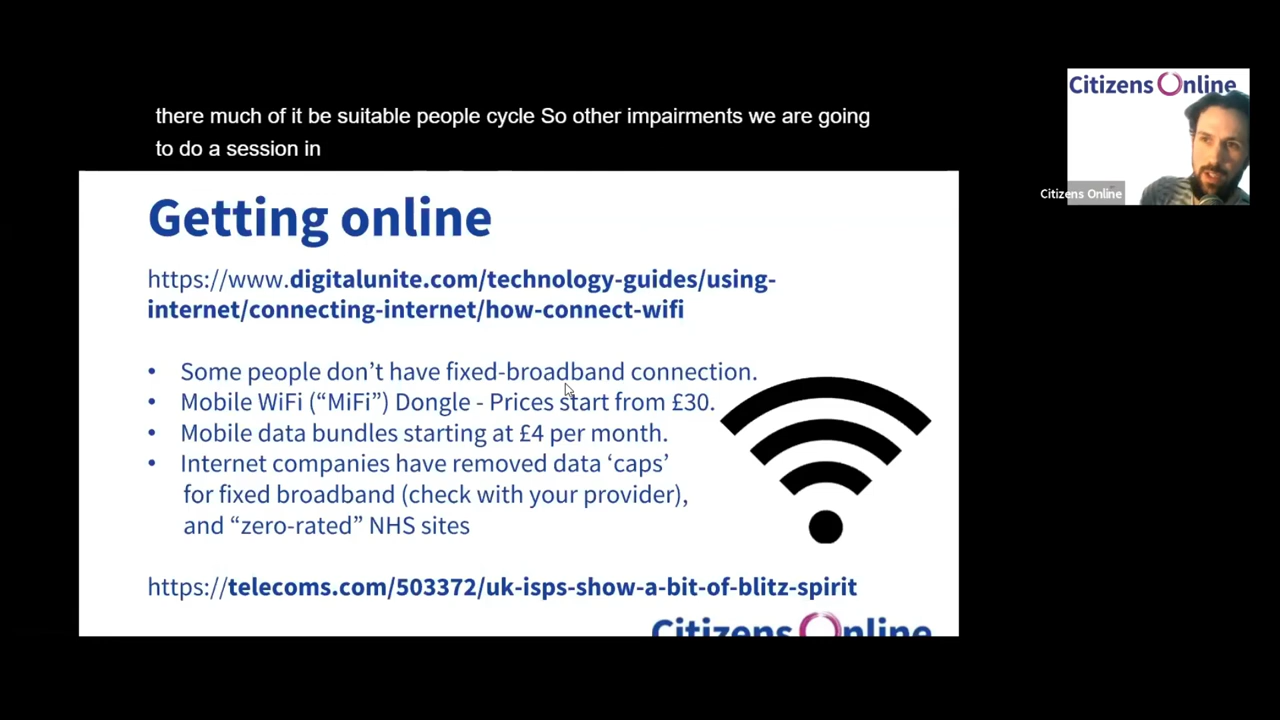 there much of it be suitable people cycle So other impairments we are going
to do a session in
Citizens Online
Citizens Online
Getting online
https://www.digitalunite.com/technology-guides/using-
internet/connecting-internet/how-connect-wifi
• Some people don’t have fixed-broadband connection.
• Mobile WiFi (“MiFi”) Dongle - Prices start from £30.
• Mobile data bundles starting at £4 per month.
• Internet companies have removed data ‘caps’
for fixed broadband (check with your provider),
and “zero-rated” NHS sites
https://telecoms.com/503372/uk-isps-show-a-bit-of-blitz-spirit
Citizens Online